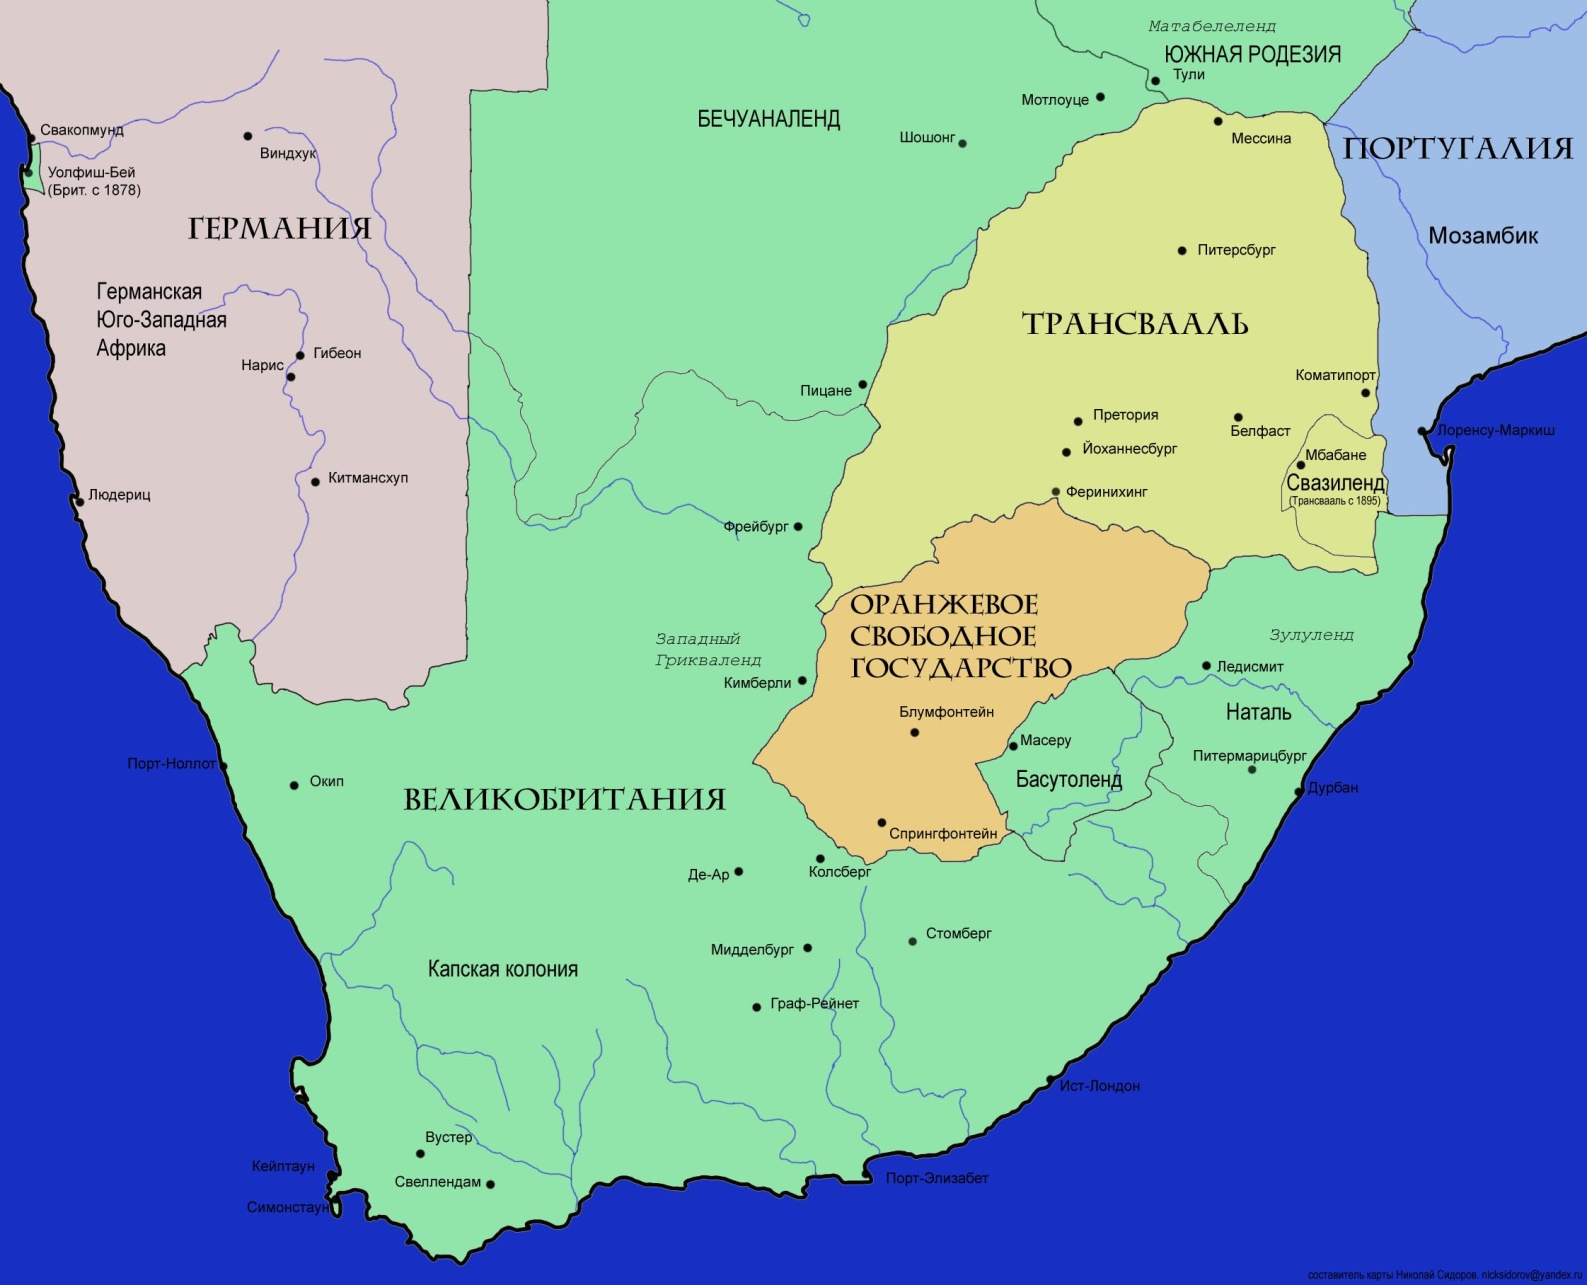 Матабелеленд
ЮЖНАЯ РОДЕЗИЯ
Тули
Мотлоуце
БЕЧУАНАЛЕНД
Шошонг
Мессина
ПОРТУГАЛИЯ
Свакопмунд
Виндхук
Уолфиш-Бей
(Брит. с 1878)
ГЕРМАНИЯ
Мозамбик
Питерсбург
Германская
Юго-Западная
Африка
ТРАНСВААЛЬ
Гибеон
Нарис
Коматипорт
Пицане
Претория
Белфаст
Лоренсу-Маркиш
Йоханнесбург
Мбабане
Китмансхуп
Свазиленд
(Трансвааль с 1895)
Людериц
Феринихинг
Фрейбург
ОРАНЖЕВОЕ
СВОБОДНОЕ
ГОСУДАРСТВО
Западный
Грикваленд
Зулуленд
Ледисмит
Кимберли
Блумфонтейн
Наталь
Масеру
Питермарицбург
Порт-Ноллот
Окип
Басутоленд
Дурбан
ВЕЛИКОБРИТАНИЯ
Спрингфонтейн
Де-Ар
Колсберг
Стомберг
Мидделбург
Капская колония
Граф-Рейнет
Ист-Лондон
Вустер
Кейптаун
Свеллендам
Порт-Элизабет
Симонстаун
составитель карты Николай Сидоров. nicksidorov@yandex.ru